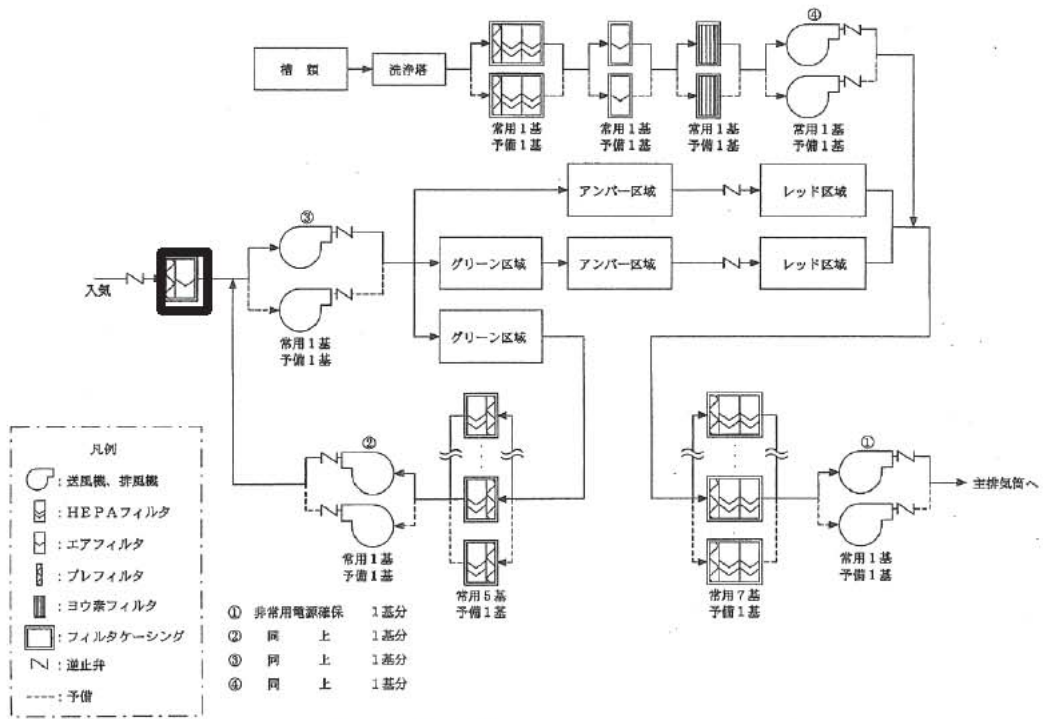 ④
槽　類
洗浄塔
常用１基
予備１基
常用１基
予備１基
常用１基
予備１基
常用１基
予備１基
アンバー区域
レッド区域
③
グリーン区域
アンバー区域
レッド区域
入気
常用１基
予備１基
グリーン区域
凡例
：送風機、排風機
：ＨＥＰＡフィルタ
：エアフィルタ
：プレフィルタ
：ヨウ素フィルタ
：フィルタケーシング
：逆止弁
：予備
②
常用１基
予備１基
常用５基
予備１基
①
主排気筒へ
常用７基
予備１基
常用１基
予備１基
① 非常用電源確保　１基分
② 同　上　１基分
③ 同　上　１基分
④ 同　上　１基分